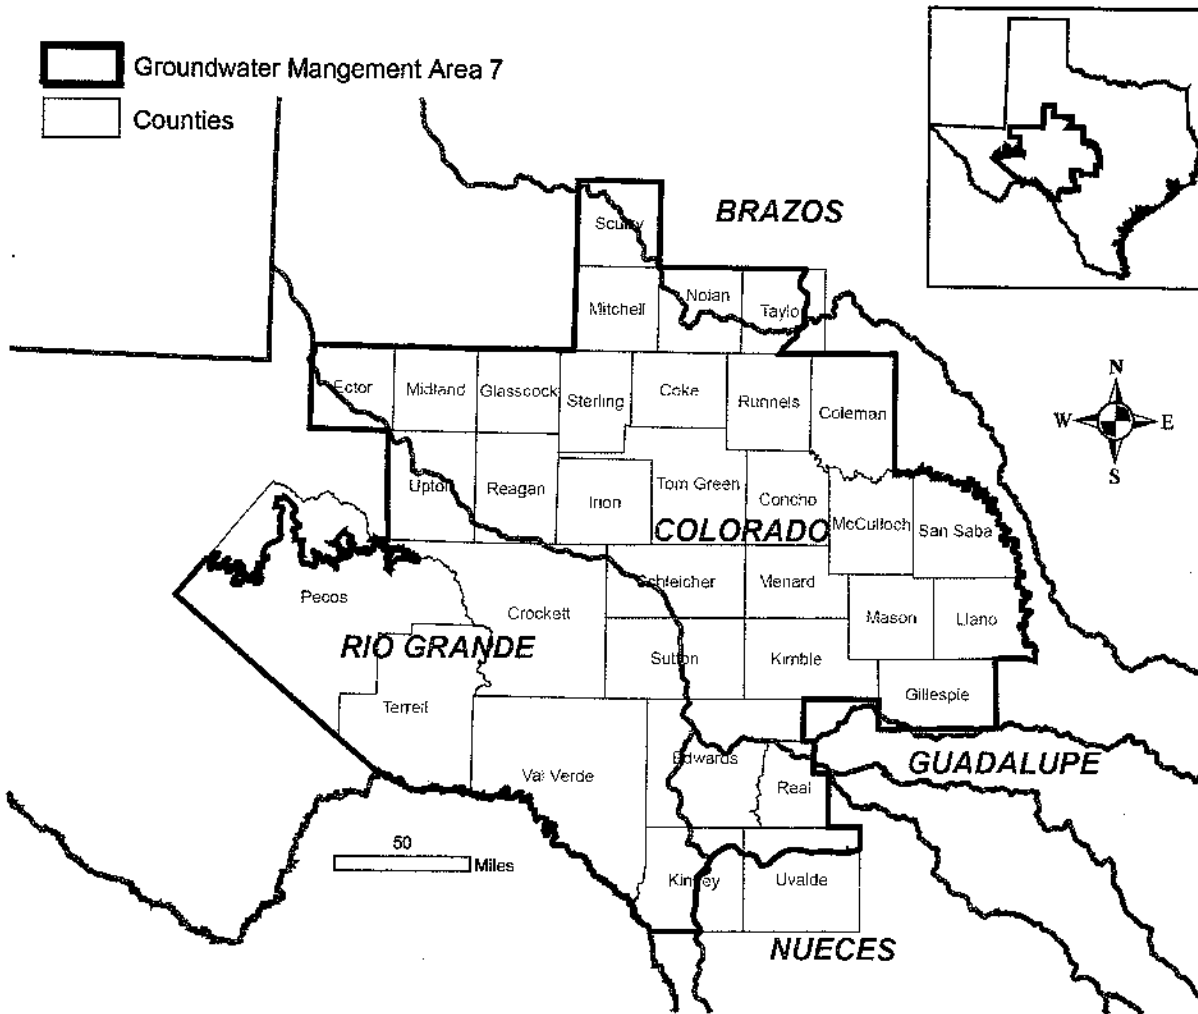 Groundwater Mangement Area 7
Counties
BRAZOS
Scurry
Mitchell
Nolan
Taylo
N
W
E
S
Ector
Midland
Glasscock
Sterling
Coke
Runnels
Coleman
Upton
Reagan
Irion
Tom Green
Concho
McCulloch
San Saba
COLORADO
Pecos
Crockett
Schleicher
Menard
Mason
Llano
RIO GRANDE
Sutton
Kimble
Gillespie
Terrell
Val Verde
Edwards
Real
GUADALUPE
50
Miles
Kinney
Uvalde
NUECES